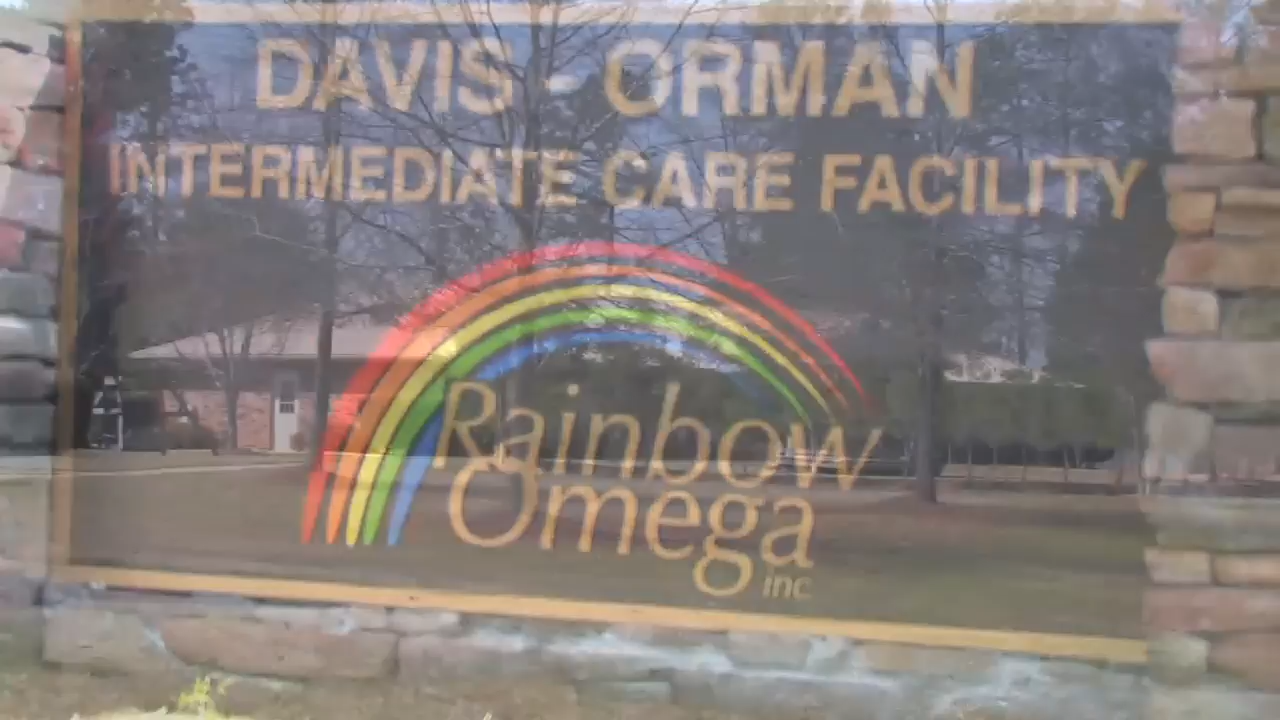 DAVIS - ORMAN
INTERMEDIATE CARE FACILITY
Rainbow
Omega
inc